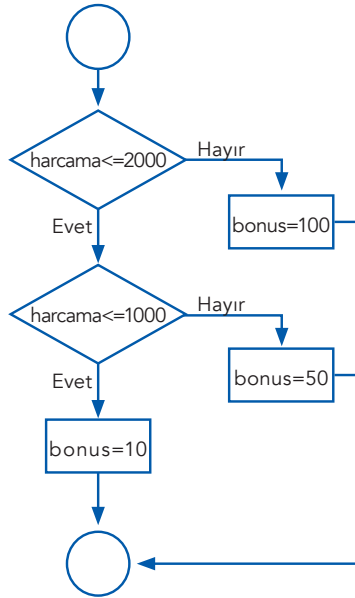 harcama<=2000
Hayır
Evet
bonus=100
harcama<=1000
Hayır
Evet
bonus=50
bonus=10